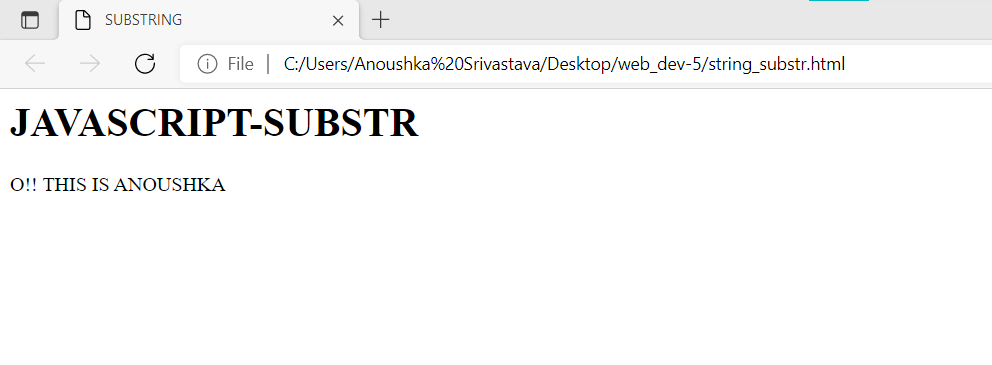 SUBSTRING
File | C:/Users/Anoushka%20Srivastava/Desktop/web_dev-5/string_substr.html
JAVASCRIPT-SUBSTR
O!! THIS IS ANOUSHKA